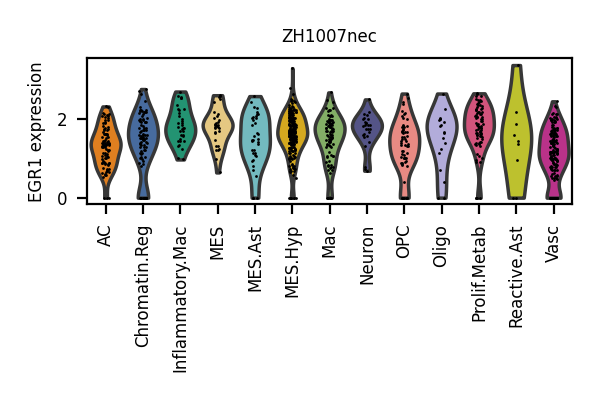 ZH1007nec
EGR1 expression
2
0
AC
Chromatin.Reg
Inflammatory.Mac
MES
MES.Ast
MES.Hyp
Mac
Neuron
OPC
Oligo
Prolif.Metab
Reactive.Ast
Vasc